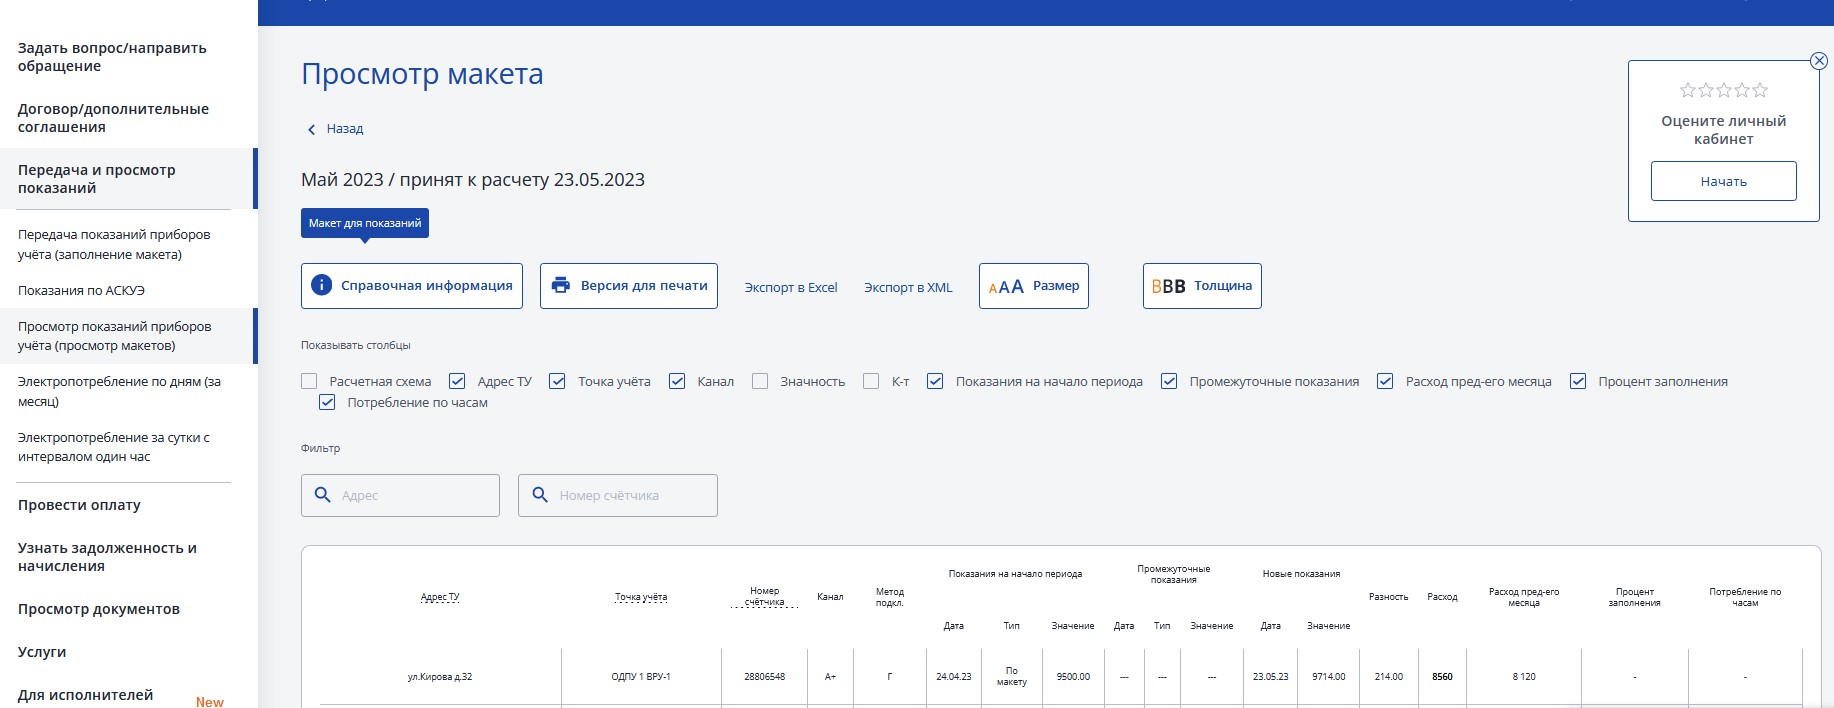 Задать вопрос/направить
обращение
Договор/дополнительные
соглашения
Передача и просмотр
показаний
Передача показаний приборов
учёта (заполнение макета)
Показания по АСКУЭ
Просмотр показаний приборов
учёта (просмотр макетов)
Электропотребление по дням (за
месяц)
Электропотребление за сутки с
интервалом один час
Провести оплату
Узнать задолженность и
начисления
Просмотр документов
Услуги
Для исполнителей
New
Просмотр макета
Назад
Май 2023 / принят к расчету 23.05.2023
Макет для показаний
Справочная информация
Версия для печати
Экспорт в Excel
Экспорт в XML
AAA Размер
BBB Толщина
Оцените личный
кабинет
Начать
Показывать столбцы
Расчетная схема Адрес ТУ Точка учёта Канал Значность К-т Показания на начало периода Промежуточные показания Расход пред-его месяца Процент заполнения
Потребление по часам
Фильтр
Адрес
Номер счётчика
Адрес ТУ
Точка учёта
Номер
счётчика
Канал
Метод
подкл.
Показания на начало периода
Дата Тип Значение
Промежуточные
показания
Дата Тип Значение
Новые показания
Дата Значение
Разность
Расход
Расход пред-его
месяца
Процент
заполнения
Потребление по
часам
ул.Кирова д.32
ОДПУ 1 ВРУ-1
28806548
А+
Г
24.04.23
По
макету
9500.00
---
---
---
23.05.23
9714.00
214.00
8560
8 120
-
-